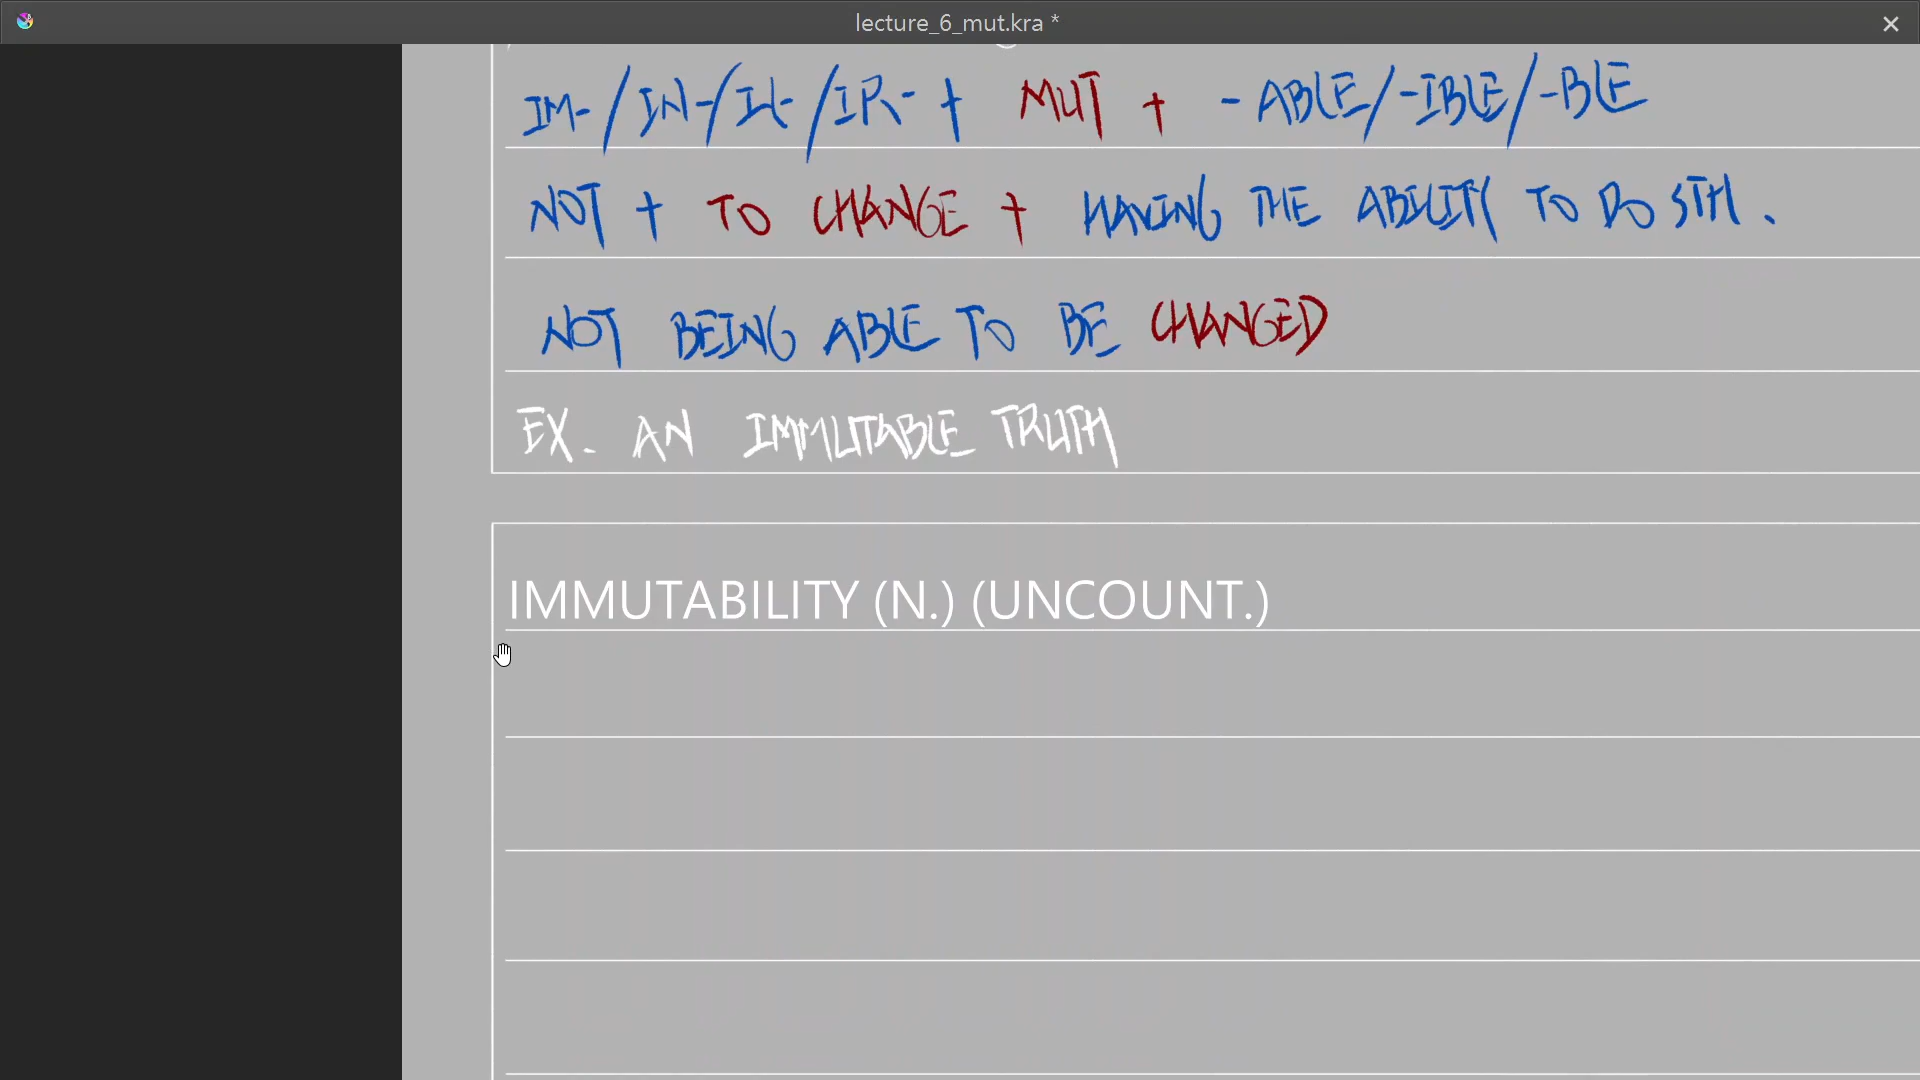 lecture_6_mut.kra *
IM-/IN-/IL-/IR- + MUT + -ABLE/-IBLE/-BLE
NOT + TO CHANGE + HAVING THE ABILITY TO DO STH.
NOT BEING ABLE TO BE CHANGED
EX. AN IMMUTABLE TRUTH
IMMUTABILITY (N.) (UNCOUNT.)